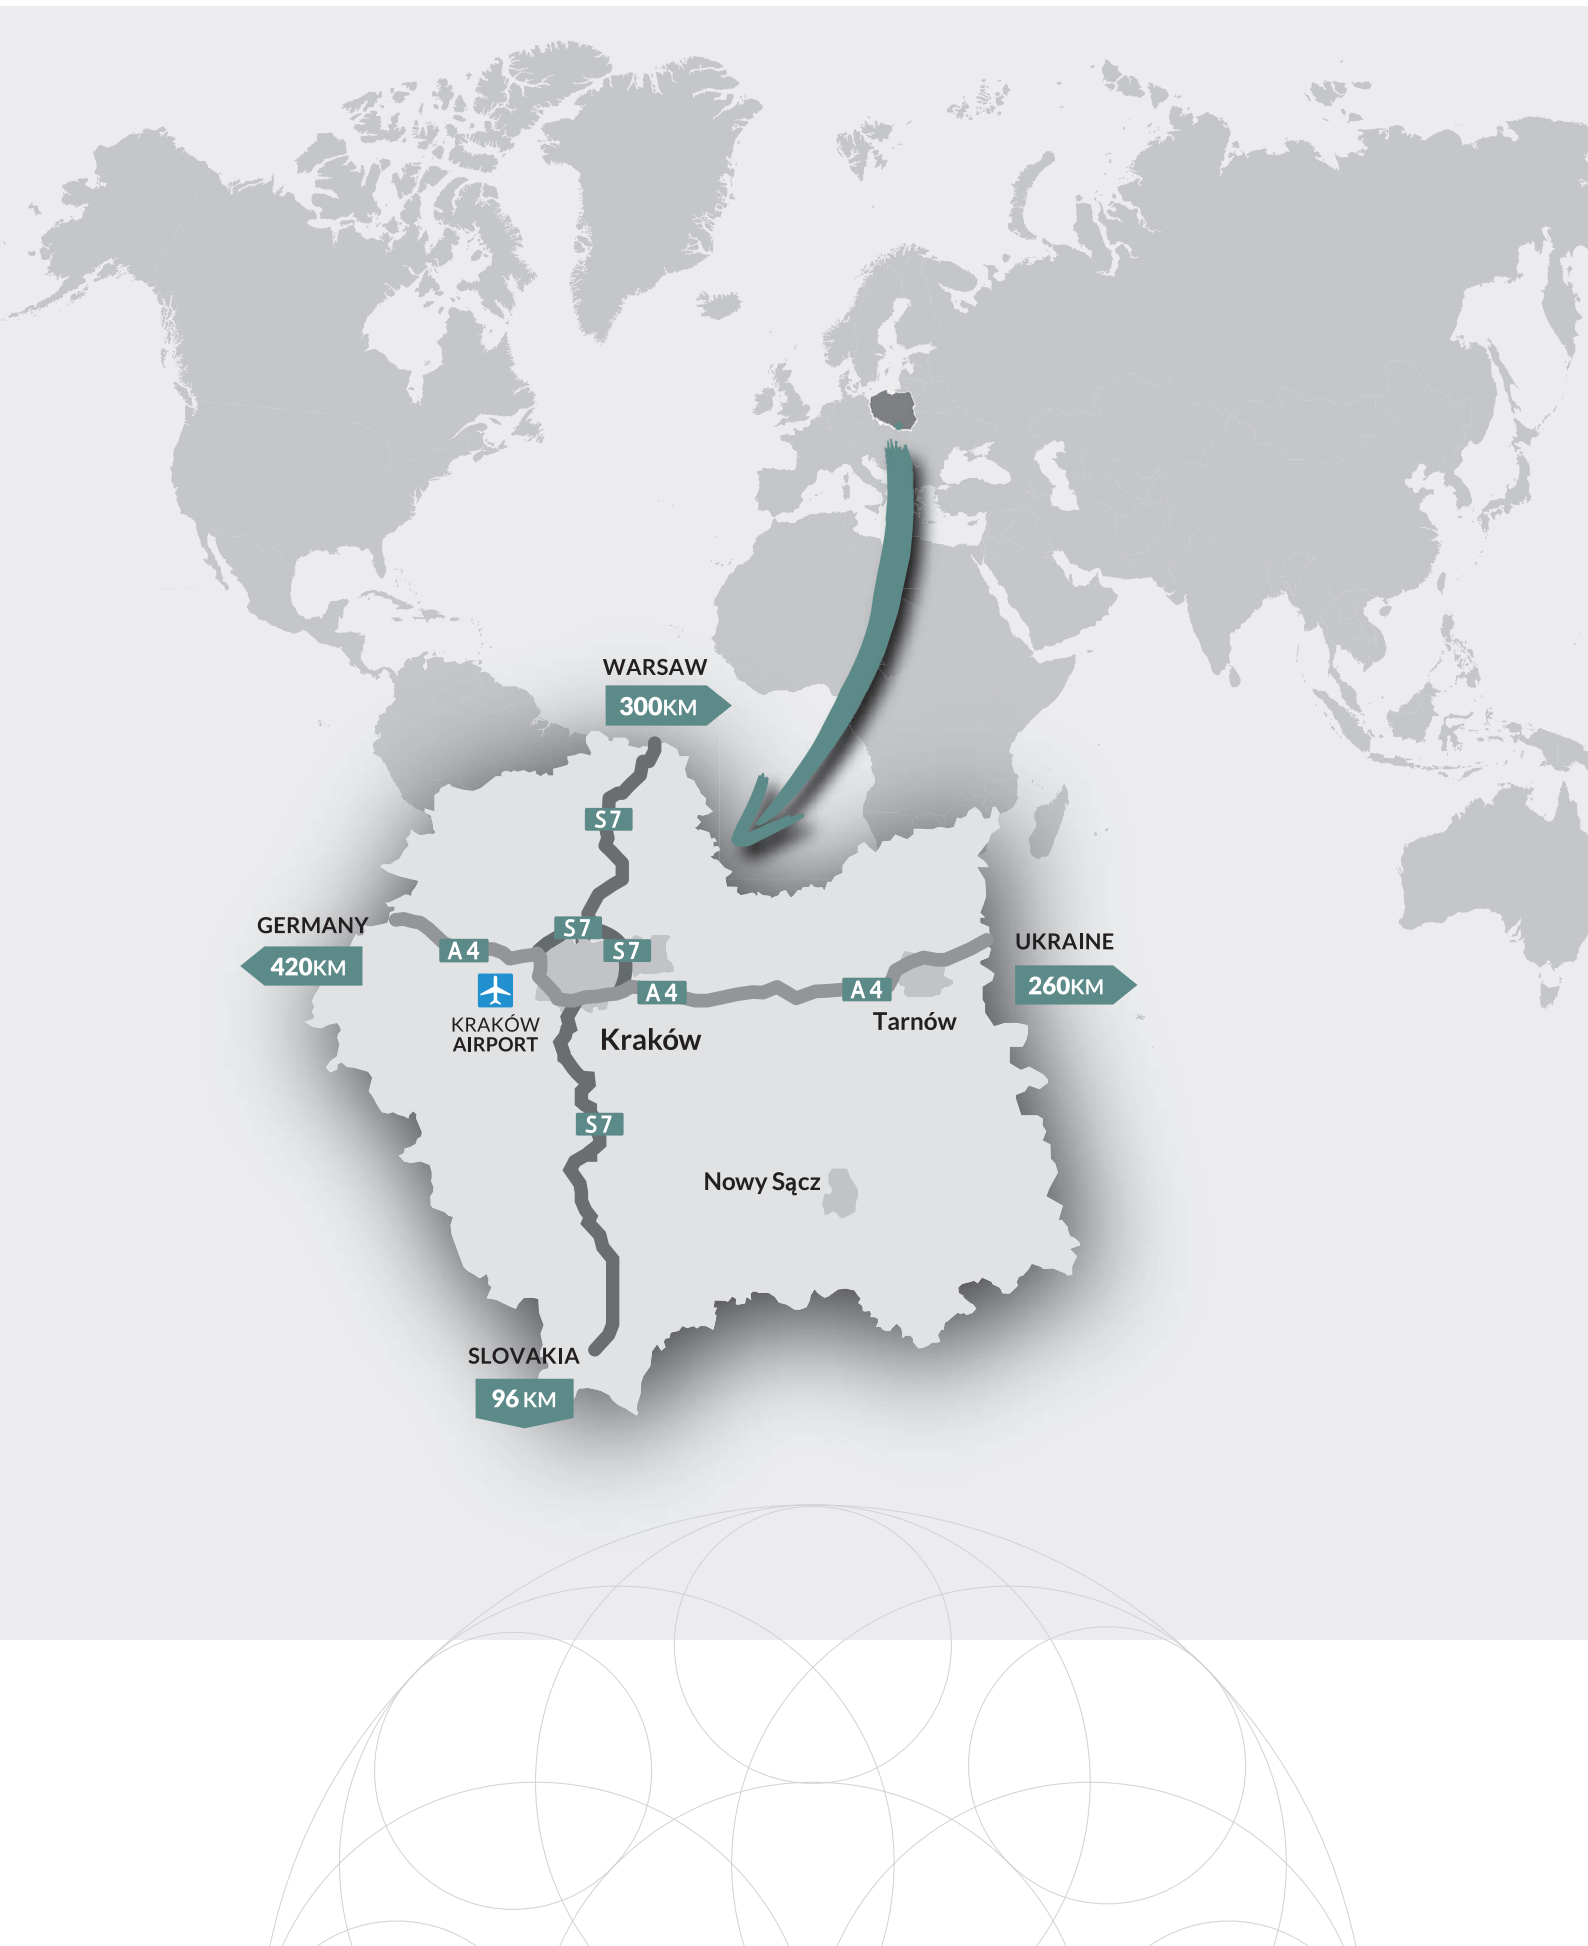 WARSAW
300KM
S7
GERMANY
420KM
A4
S7
S7
UKRAINE
260KM
A4
A4
KRAKÓW
AIRPORT
Kraków
Tarnów
S7
Nowy Sącz
SLOVAKIA
96 KM